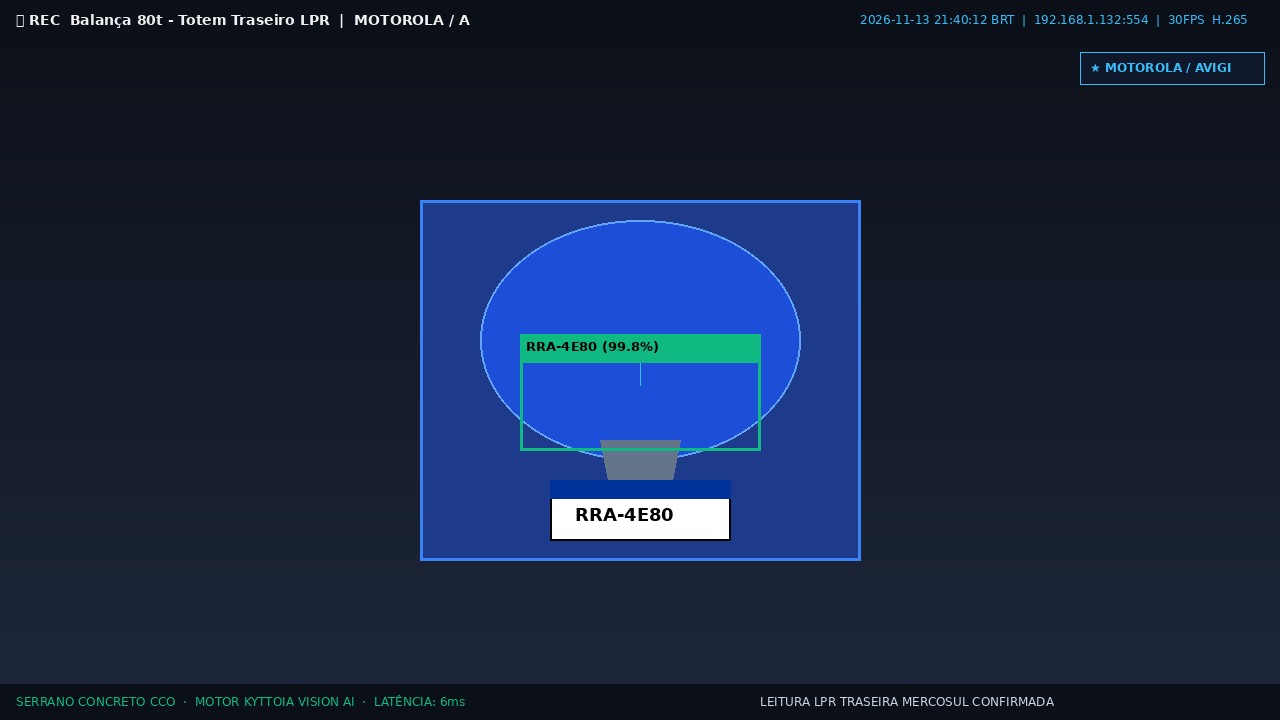 REC Balança 80t - Totem Traseiro LPR | MOTOROLA / A
2026-11-13 21:40:12 BRT | 192.168.1.132:554 | 30FPS H.265
★ MOTOROLA / AVIGI
RRA-4E80 (99.8%)
RRA-4E80
SERRANO CONCRETO CCO · MOTOR KYTTOIA VISION AI · LATÊNCIA: 6ms
LEITURA LPR TRASEIRA MERCOSUL CONFIRMADA